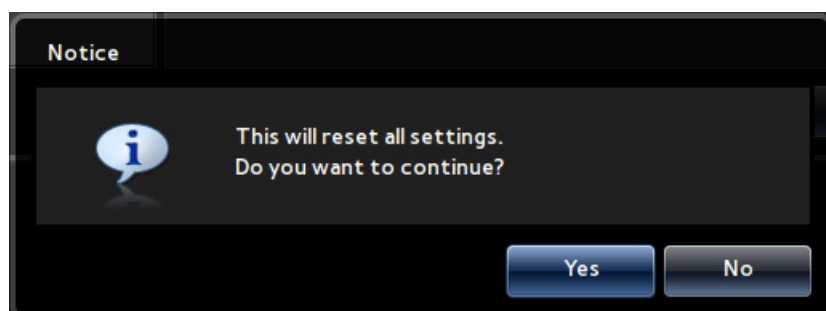 Notice
This will reset all settings.
Do you want to continue?
Yes No